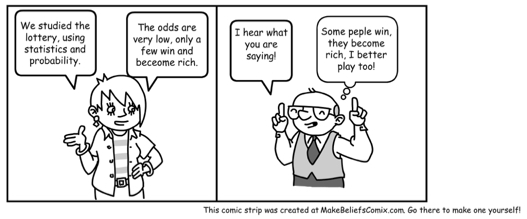 We studied the
lottery, using
statistics and
probability.
The odds are
very low, only a
few win and
beceome rich.
I hear what
you are
saying!
Some peple win,
they become
rich, I better
play too!
This comic strip was created at MakeBeliefsComix.com. Go there to make one yourself!